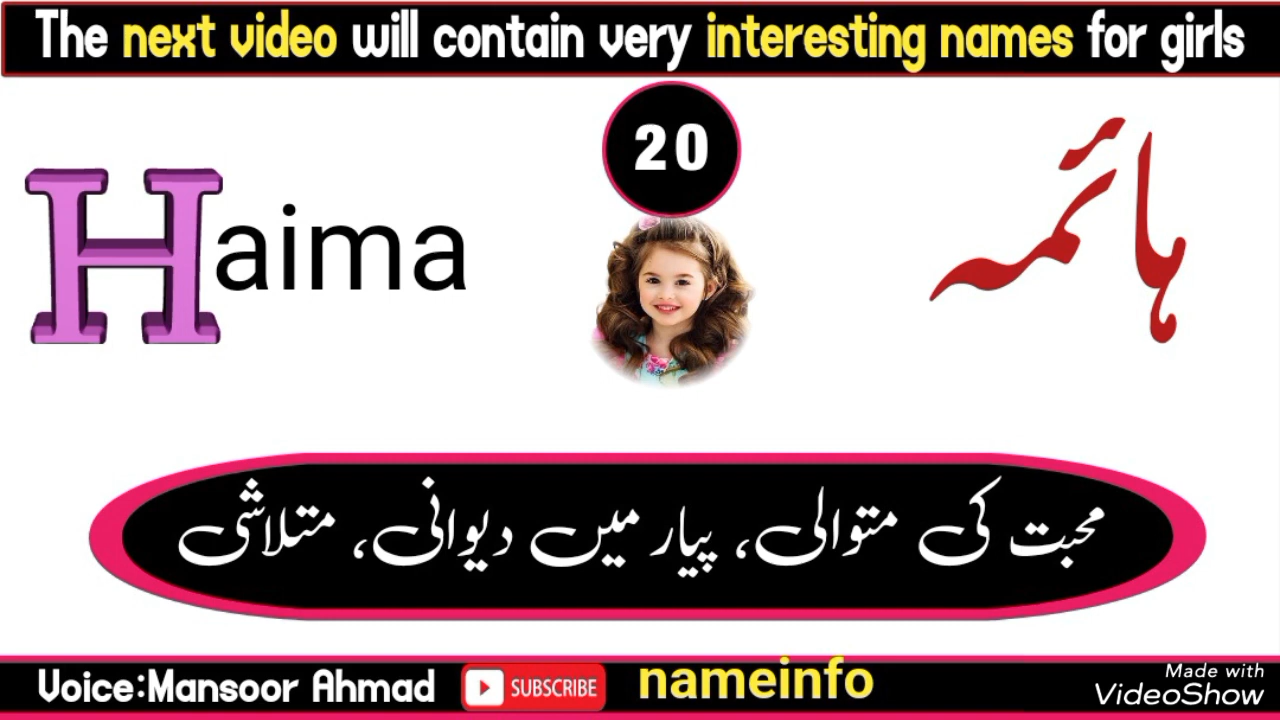 The next video will contain very interesting names for girls
20
Haima
ہائمہ
محبت کی متوالی، پیار میں دیوانی، متلاشی
Voice:Mansoor Ahmad
SUBSCRIBE
nameinfo
Made with
VideoShow